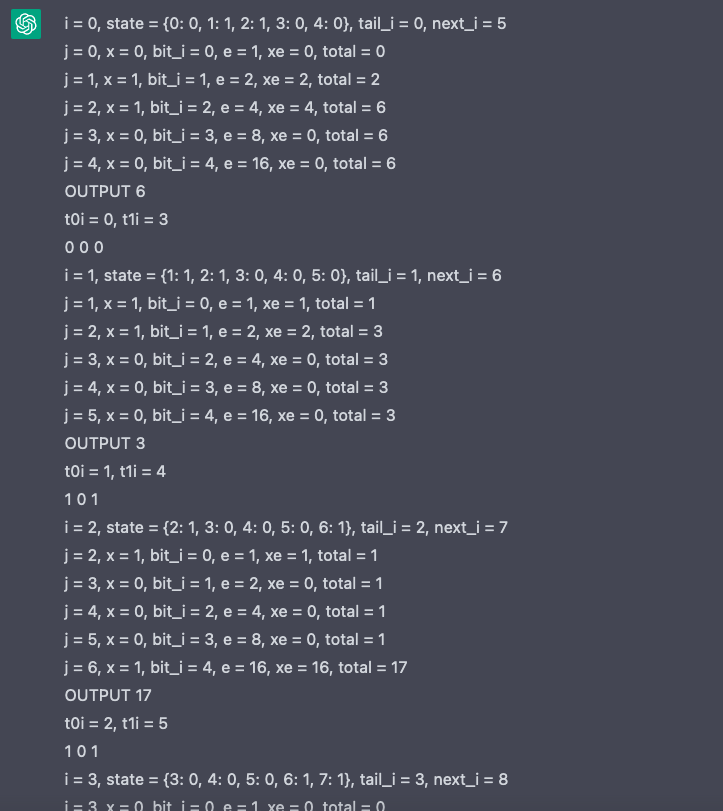 i = 0, state = {0: 0, 1: 1, 2: 1, 3: 0, 4: 0}, tail_i = 0, next_i = 5
j = 0, x = 0, bit_i = 0, e = 1, xe = 0, total = 0
j = 1, x = 1, bit_i = 1, e = 2, xe = 2, total = 2
j = 2, x = 1, bit_i = 2, e = 4, xe = 4, total = 6
j = 3, x = 0, bit_i = 3, e = 8, xe = 0, total = 6
j = 4, x = 0, bit_i = 4, e = 16, xe = 0, total = 6
OUTPUT 6
t0i = 0, t1i = 3
0 0 0
i = 1, state = {1: 1, 2: 1, 3: 0, 4: 0, 5: 0}, tail_i = 1, next_i = 6
j = 1, x = 1, bit_i = 0, e = 1, xe = 1, total = 1
j = 2, x = 1, bit_i = 1, e = 2, xe = 2, total = 3
j = 3, x = 0, bit_i = 2, e = 4, xe = 0, total = 3
j = 4, x = 0, bit_i = 3, e = 8, xe = 0, total = 3
j = 5, x = 0, bit_i = 4, e = 16, xe = 0, total = 3
OUTPUT 3
t0i = 1, t1i = 4
1 0 1
i = 2, state = {2: 1, 3: 0, 4: 0, 5: 0, 6: 1}, tail_i = 2, next_i = 7
j = 2, x = 1, bit_i = 0, e = 1, xe = 1, total = 1
j = 3, x = 0, bit_i = 1, e = 2, xe = 0, total = 1
j = 4, x = 0, bit_i = 2, e = 4, xe = 0, total = 1
j = 5, x = 0, bit_i = 3, e = 8, xe = 0, total = 1
j = 6, x = 1, bit_i = 4, e = 16, xe = 16, total = 17
OUTPUT 17
t0i = 2, t1i = 5
1 0 1
i = 3, state = {3: 0, 4: 0, 5: 0, 6: 1, 7: 1}, tail_i = 3, next_i = 8
j = 3, x = 0, bit_i = 0, e = 1, xe = 0, total = 0